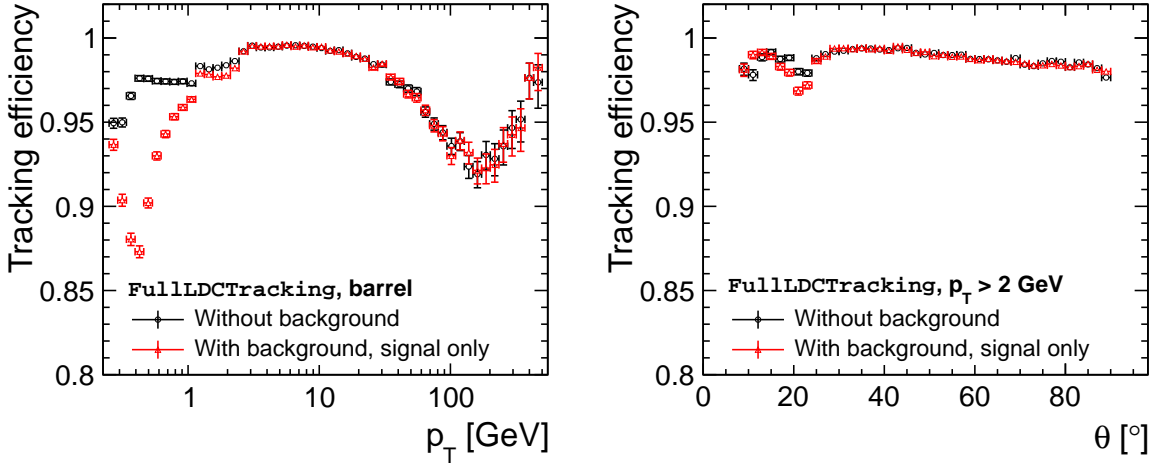 Tracking efficiency
1
0.95
0.9
0.85
0.8
FullLDCTracking, barrel
Without background
With background, signal only
1 10 100
p_T [GeV]
Tracking efficiency
1
0.95
0.9
0.85
0.8
FullLDCTracking, p_T > 2 GeV
Without background
With background, signal only
0 20 40 60 80
θ [°]